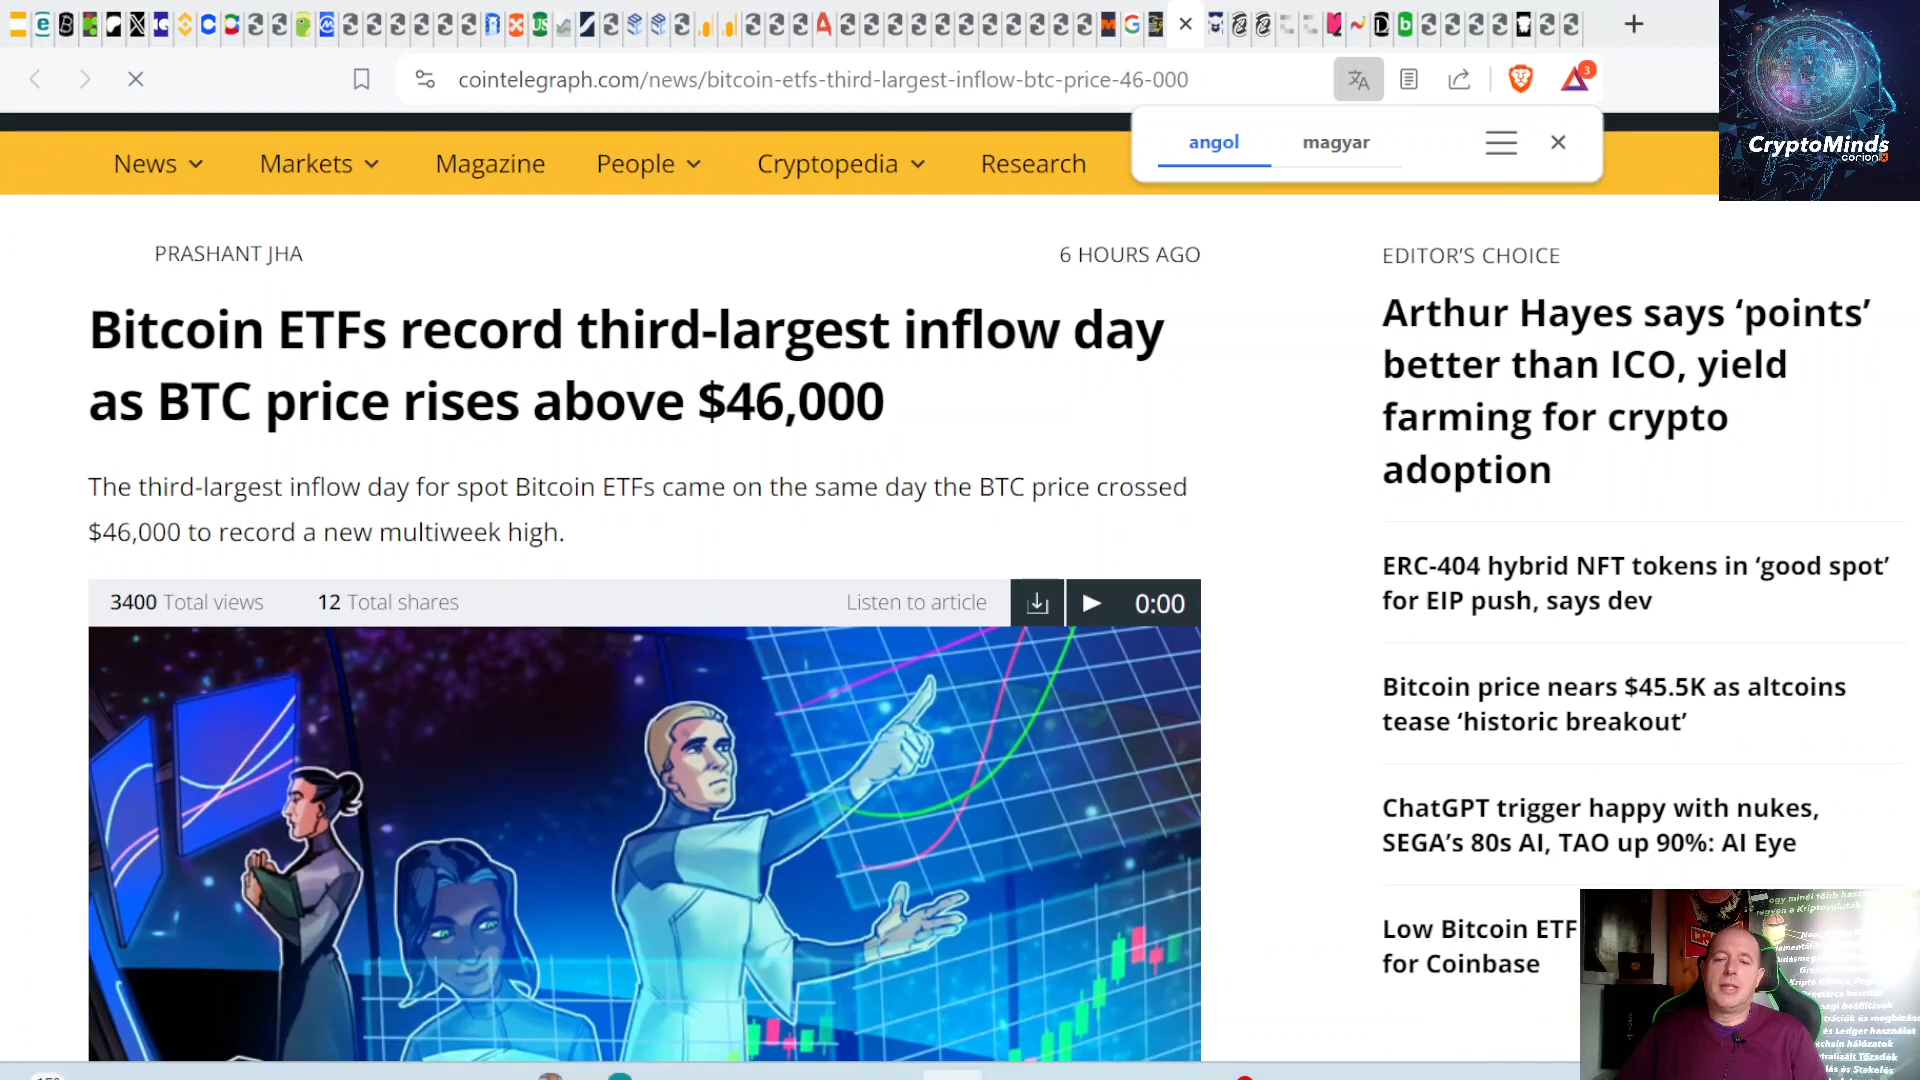 cointelegraph.com/news/bitcoin-etfs-third-largest-inflow-btc-price-46-000
3
angol
magyar
CryptoMinds
corion
News
Markets
Magazine
People
Cryptopedia
Research
PRASHANT JHA
6 HOURS AGO
Bitcoin ETFs record third-largest inflow day
as BTC price rises above $46,000
The third-largest inflow day for spot Bitcoin ETFs came on the same day the BTC price crossed
$46,000 to record a new multiweek high.
3400 Total views
12 Total shares
Listen to article
0:00
EDITOR'S CHOICE
Arthur Hayes says ‘points’
better than ICO, yield
farming for crypto
adoption
ERC-404 hybrid NFT tokens in ‘good spot’
for EIP push, says dev
Bitcoin price nears $45.5K as altcoins
tease ‘historic breakout’
ChatGPT trigger happy with nukes,
SEGA’s 80s AI, TAO up 90%: AI Eye
Low Bitcoin ETF
for Coinbase
és Ledger használat